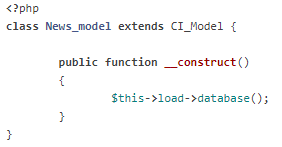 <?php
class News_model extends CI_Model {
public function __construct()
{
$this->load->database();
}
}